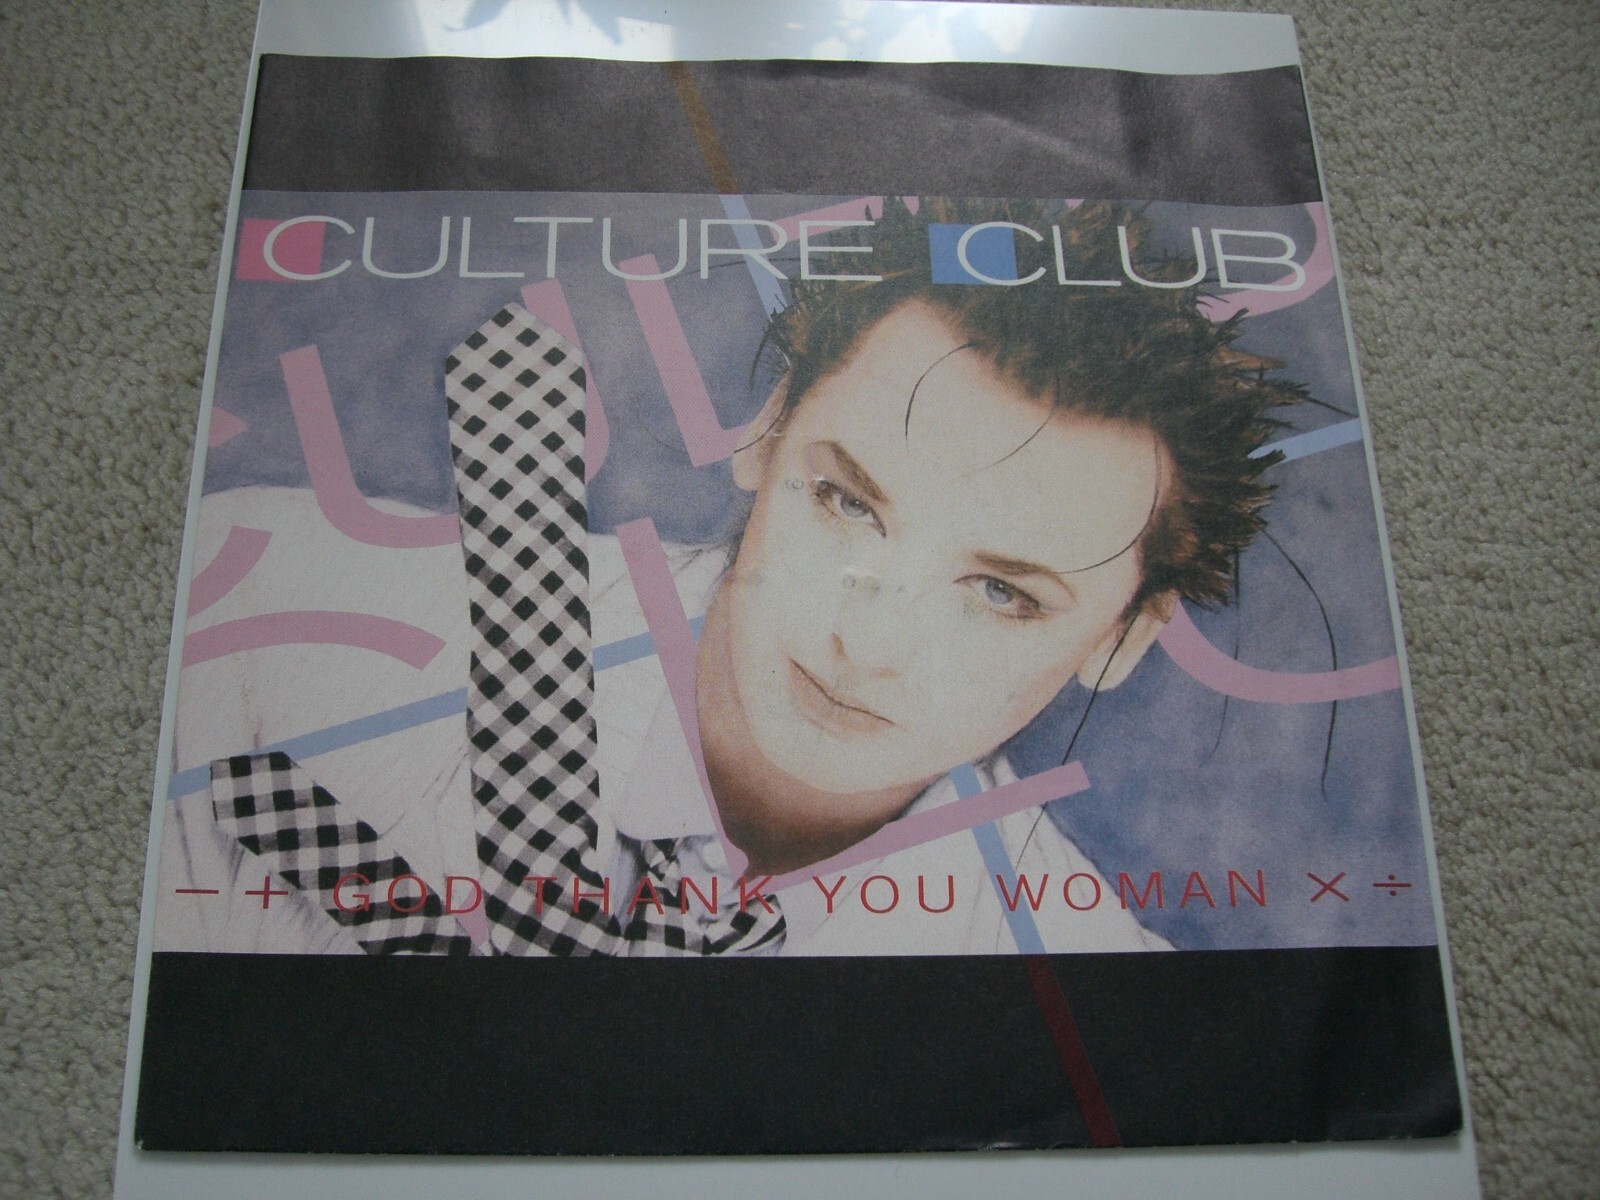 CULTURE CLUB
− + GOD THANK YOU WOMAN × ÷